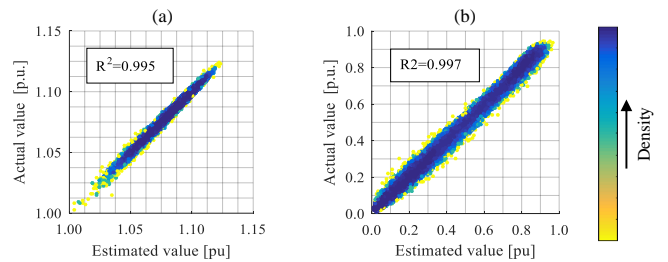 (a)
(b)
1.15
1.10
1.05
1.00
Actual value [p.u.]
R²=0.995
1.00
1.05
1.10
1.15
Estimated value [pu]
1.0
0.8
0.6
0.4
0.2
0.0
Actual value [p.u.]
R2=0.997
0.0
0.2
0.4
0.6
0.8
1.0
Estimated value [pu]
Density